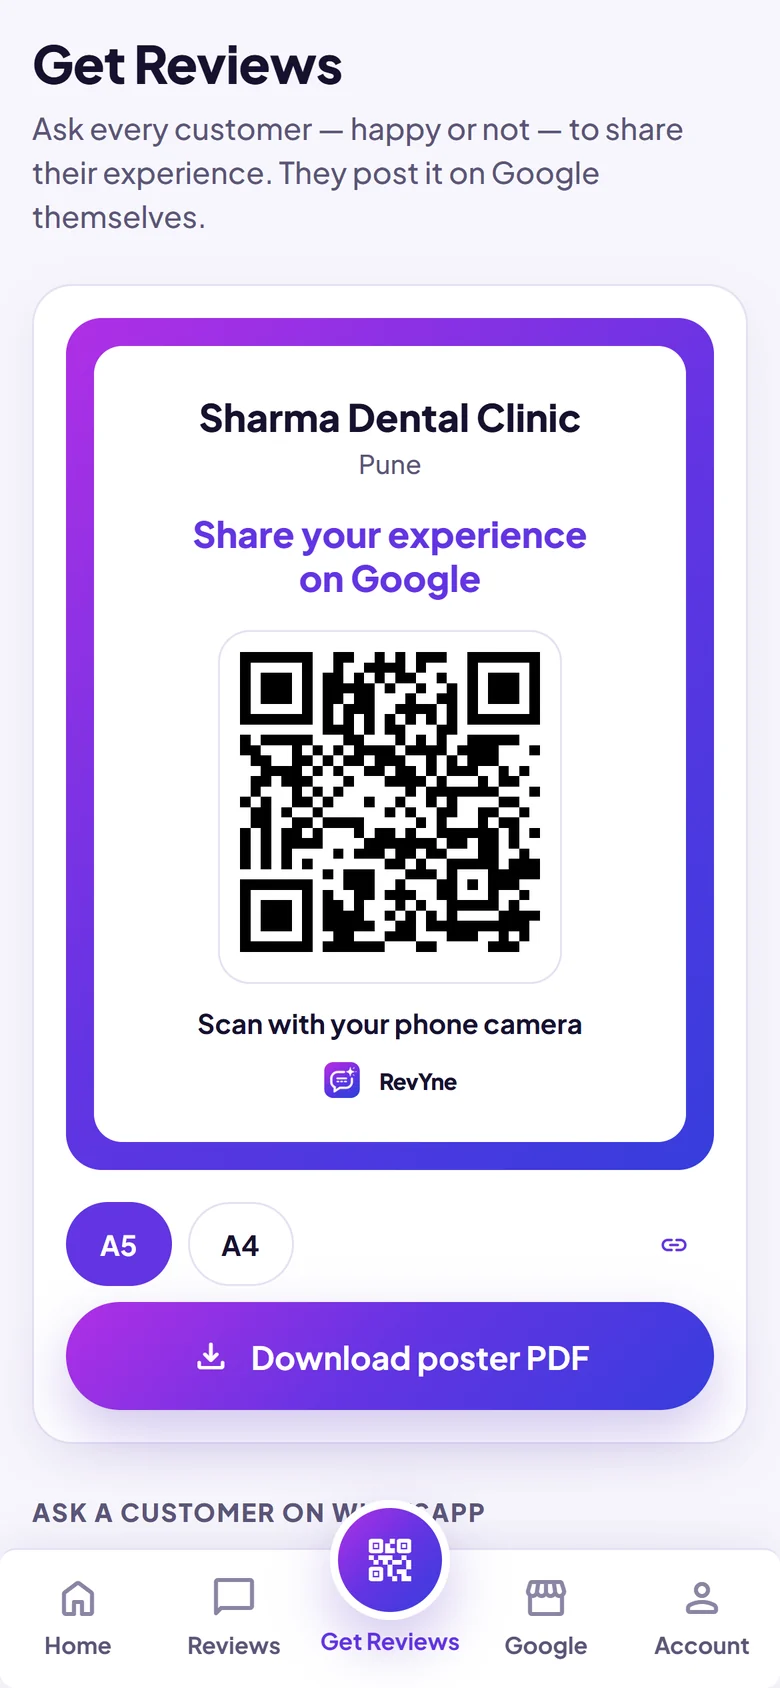 Get Reviews
Ask every customer — happy or not — to share
their experience. They post it on Google
themselves.
Sharma Dental Clinic
Pune
Share your experience
on Google
Scan with your phone camera
RevYne
A5 A4
Download poster PDF
ASK A CUSTOMER ON WHATSAPP
Home Reviews Get Reviews Google Account